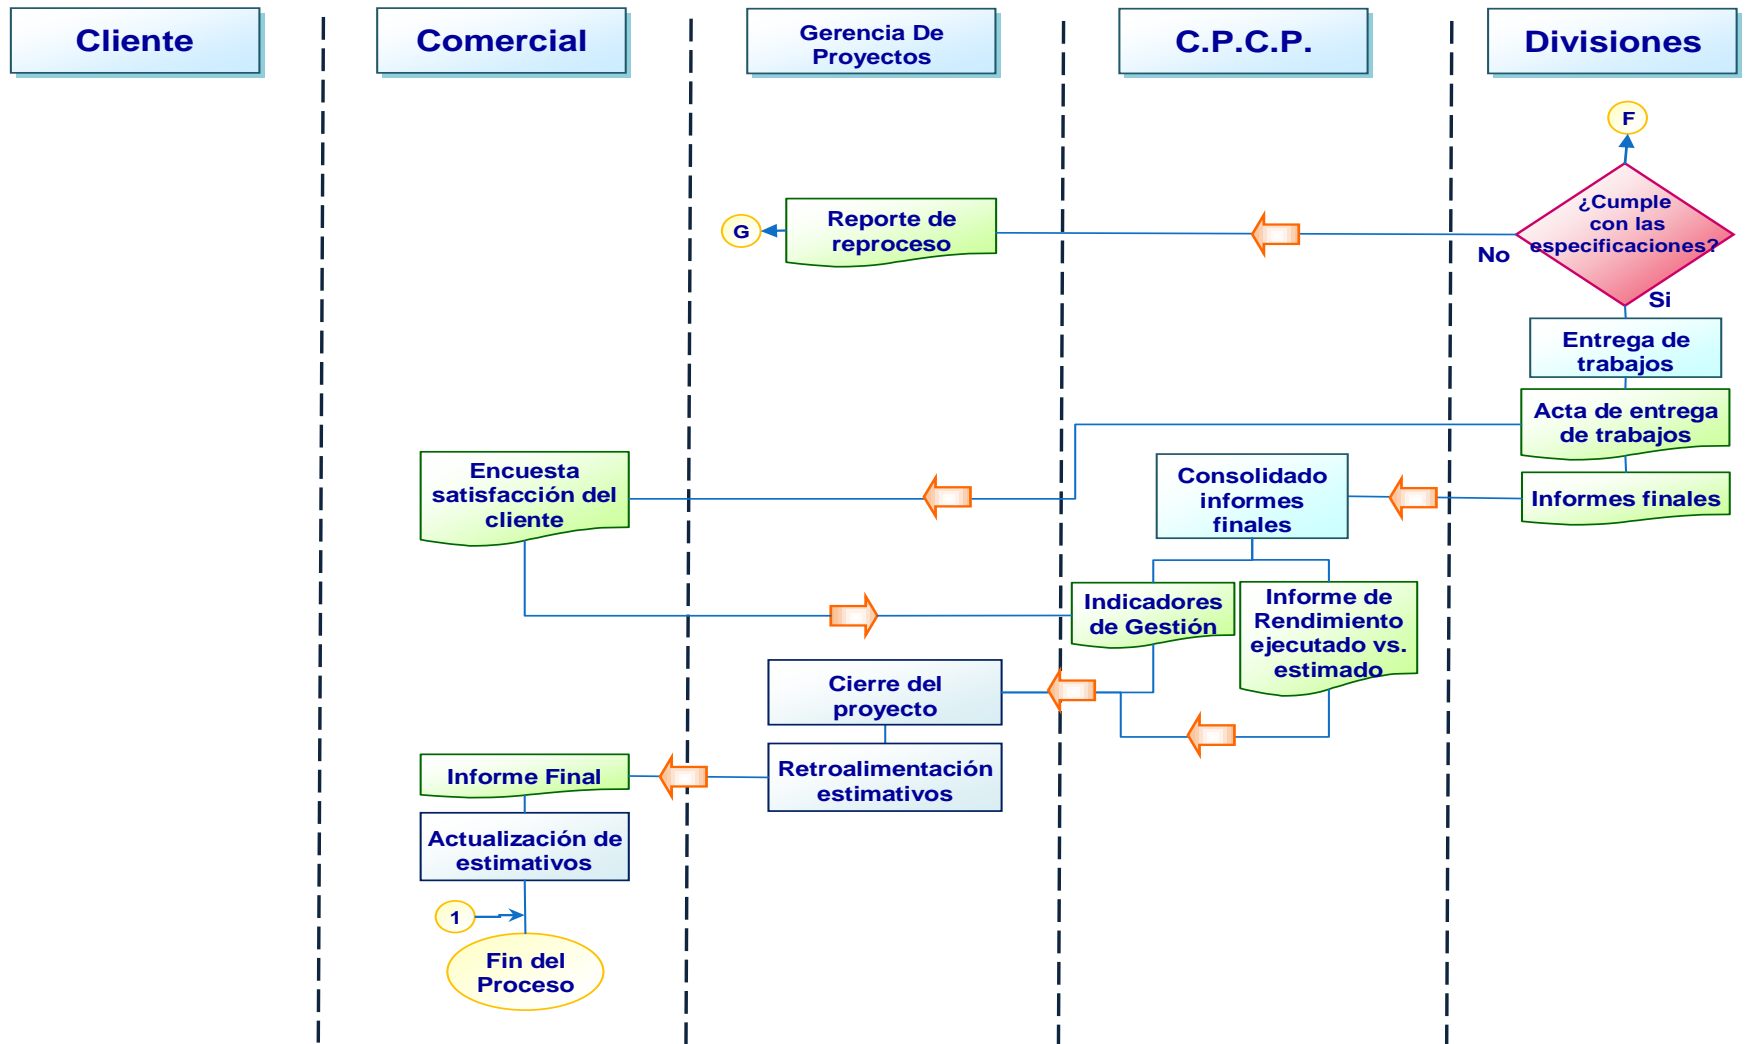 Cliente
Comercial
Gerencia De
Proyectos
C.P.C.P.
Divisiones
F
¿Cumple
con las
especificaciones?
No
Si
G
Reporte de
reproceso
Entrega de
trabajos
Acta de entrega
de trabajos
Informes finales
Encuesta
satisfacción del
cliente
Consolidado
informes
finales
Indicadores
de Gestión
Informe de
Rendimiento
ejecutado vs.
estimado
Cierre del
proyecto
Retroalimentación
estimativos
Informe Final
Actualización de
estimativos
1
Fin del
Proceso